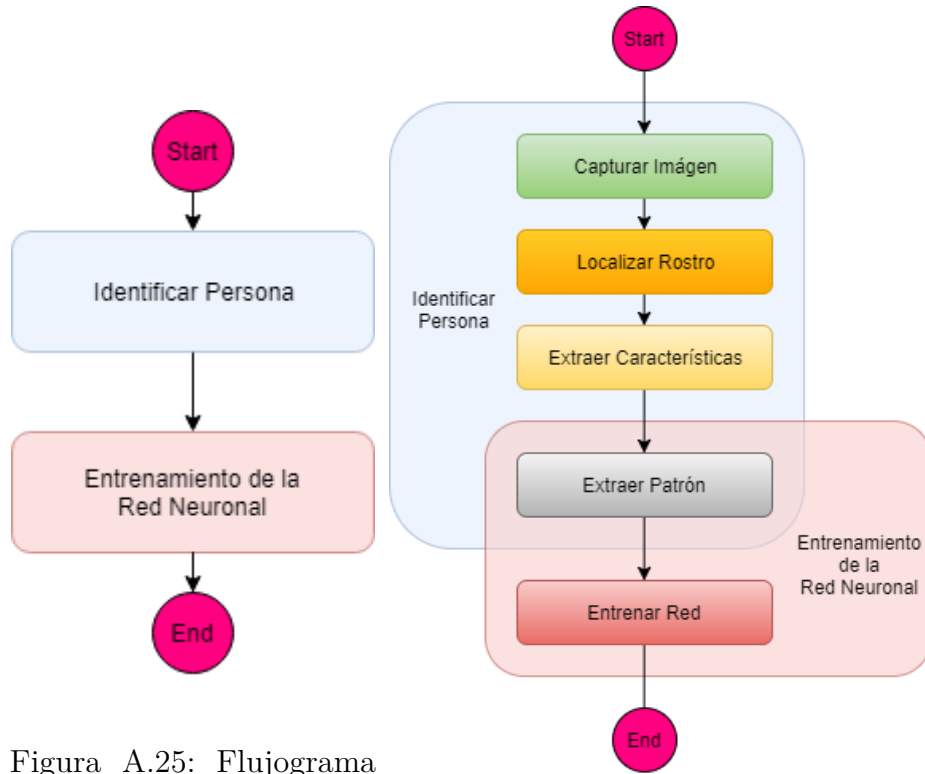 Start
Identificar Persona
Entrenamiento de la
Red Neuronal
End
Figura A.25: Flujograma
Start
Capturar Imágen
Localizar Rostro
Identificar
Persona
Extraer Característícas
Extraer Patrón
Entrenamiento
de la
Red Neuronal
Entrenar Red
End